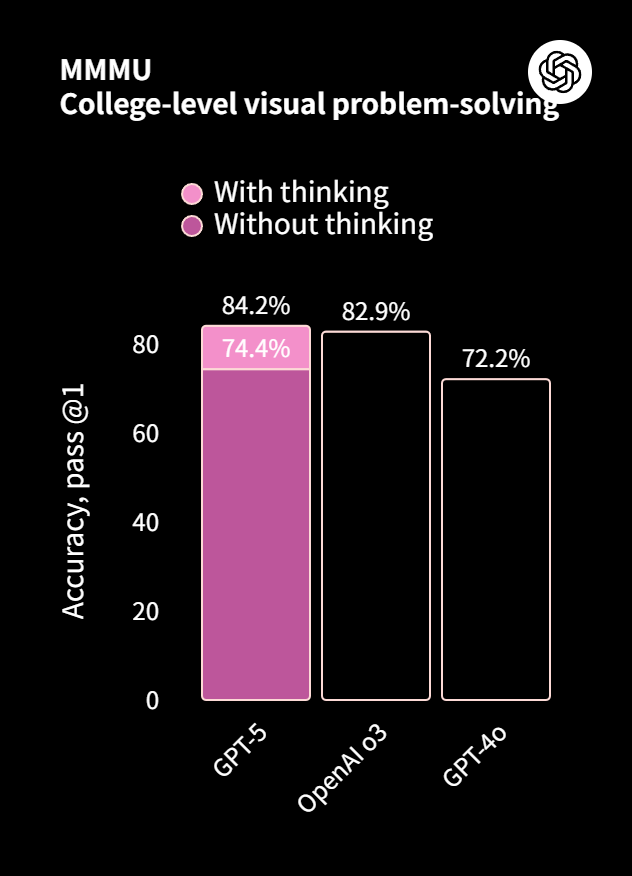 MMMU
College-level visual problem-solving
With thinking
Without thinking
84.2%
82.9%
74.4%
72.2%
80
60
40
20
0
Accuracy, pass @1
GPT-5
OpenAI o3
GPT-4o